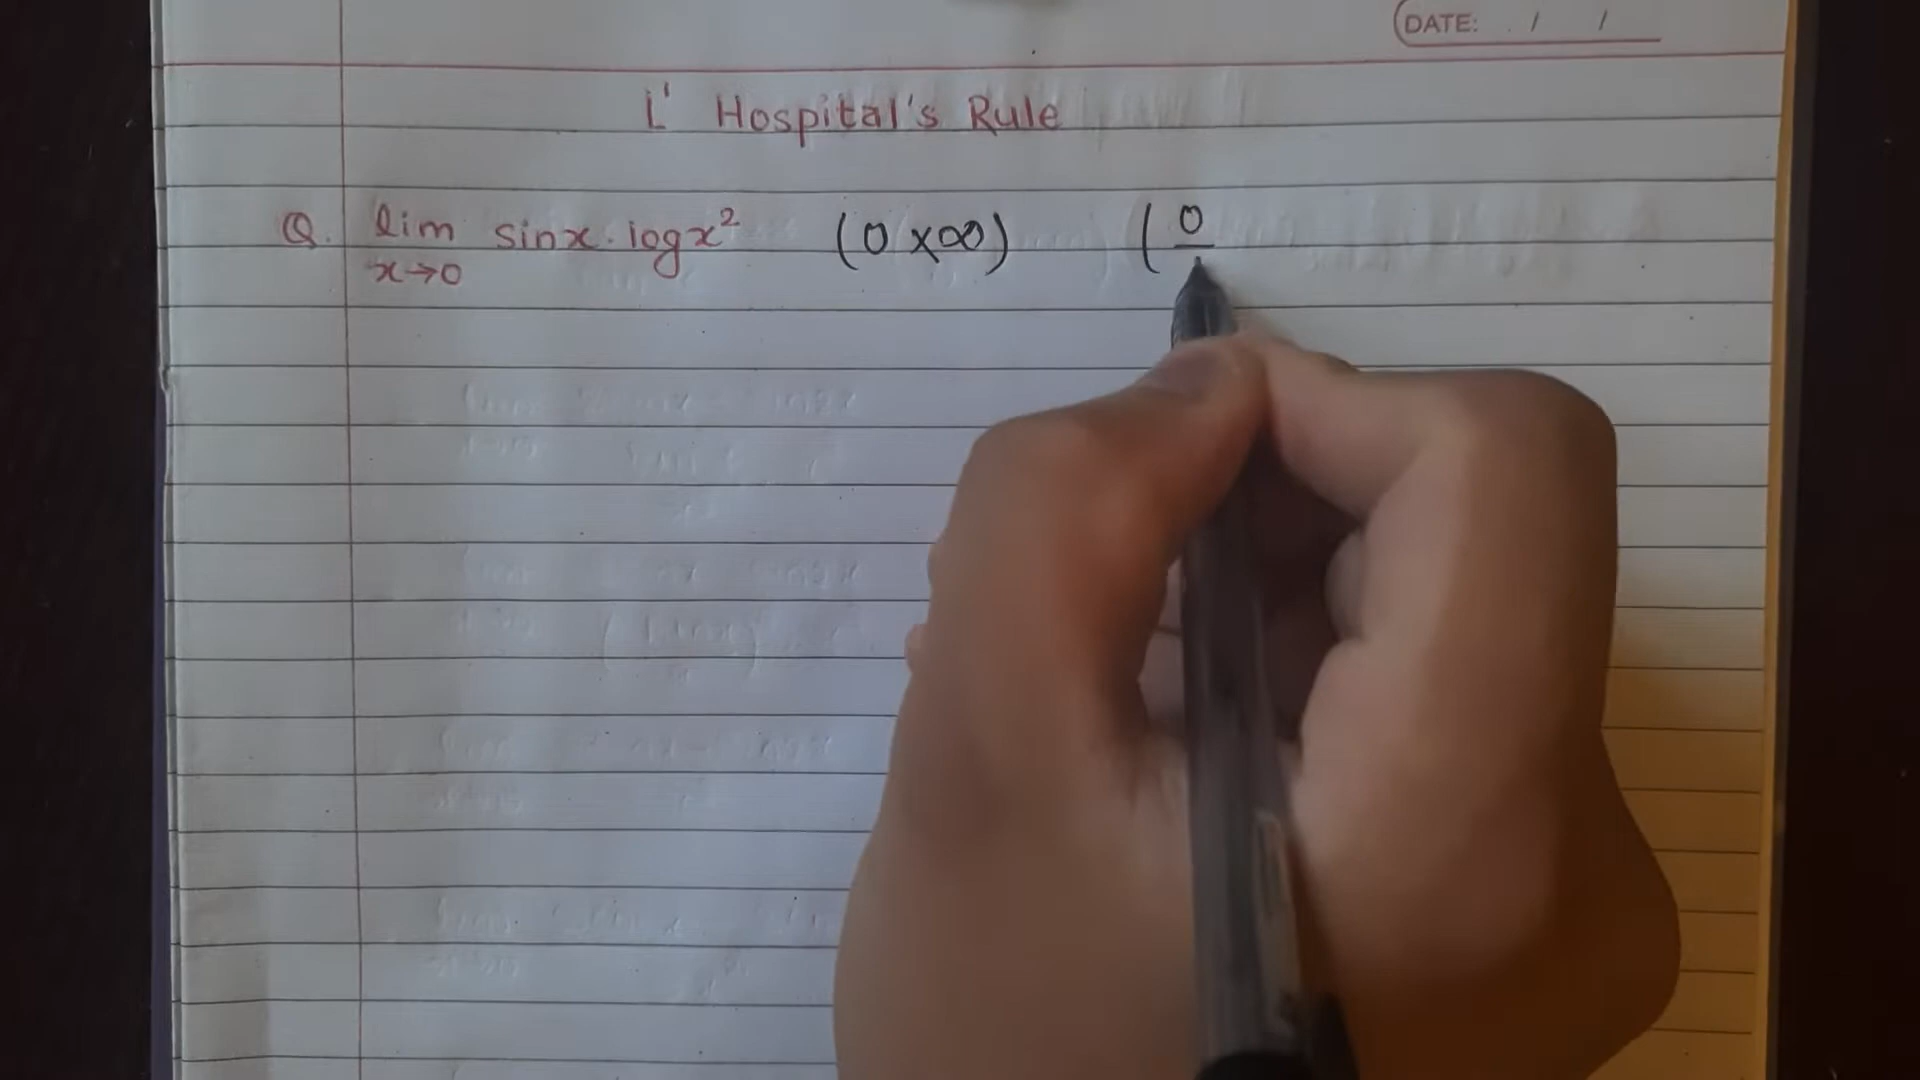 DATE: / /
L' Hospital's Rule
Q. lim sinx · logx² (0 × ∞) ( 0
x→0